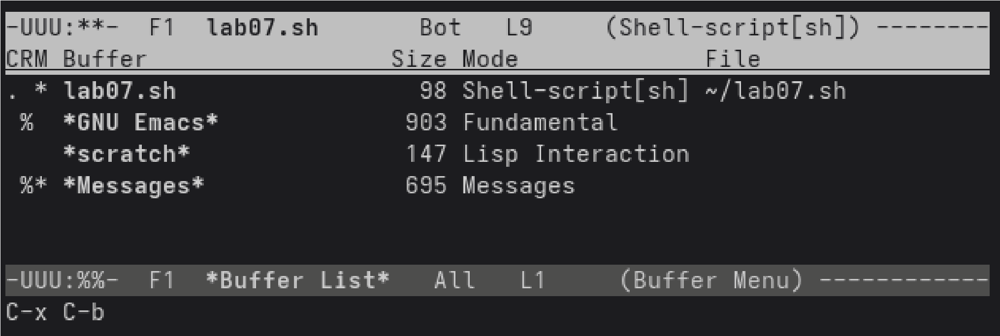 -UUU:**-  F1  lab07.sh       Bot   L9     (Shell-script[sh]) --------
CRM Buffer                 Size Mode             File
. * lab07.sh                 98 Shell-script[sh] ~/lab07.sh
 %  *GNU Emacs*             903 Fundamental
    *scratch*               147 Lisp Interaction
 %* *Messages*              695 Messages
-UUU:%%-  F1  *Buffer List*   All   L1     (Buffer Menu) ------------
C-x C-b